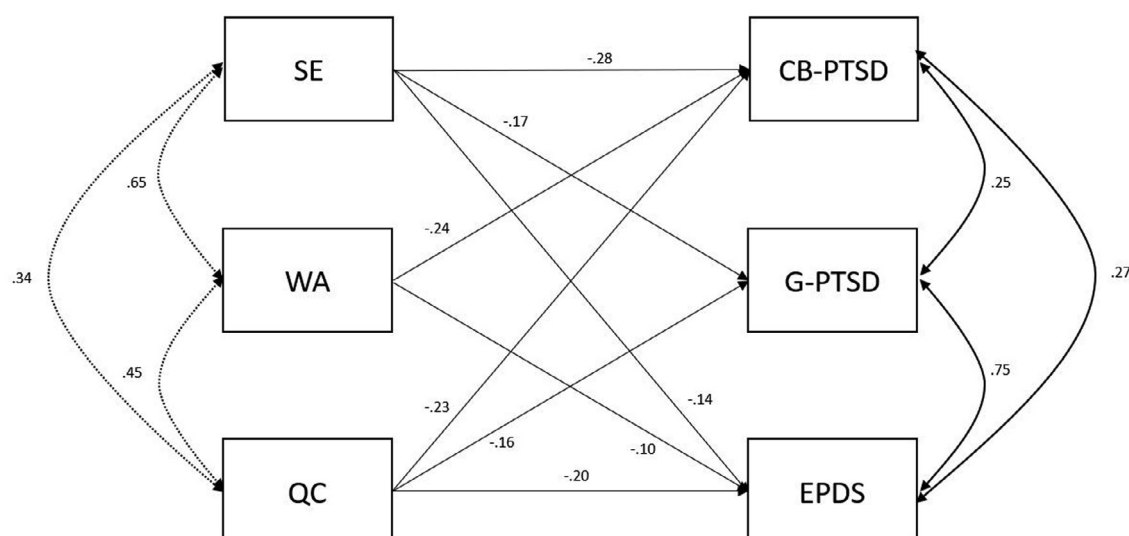 SE
CB-PTSD
-.28
-.17
.65
.25
-.24
.34
WA
G-PTSD
.27
.45
.75
-.23
-.14
-.16
-.10
QC
-.20
EPDS